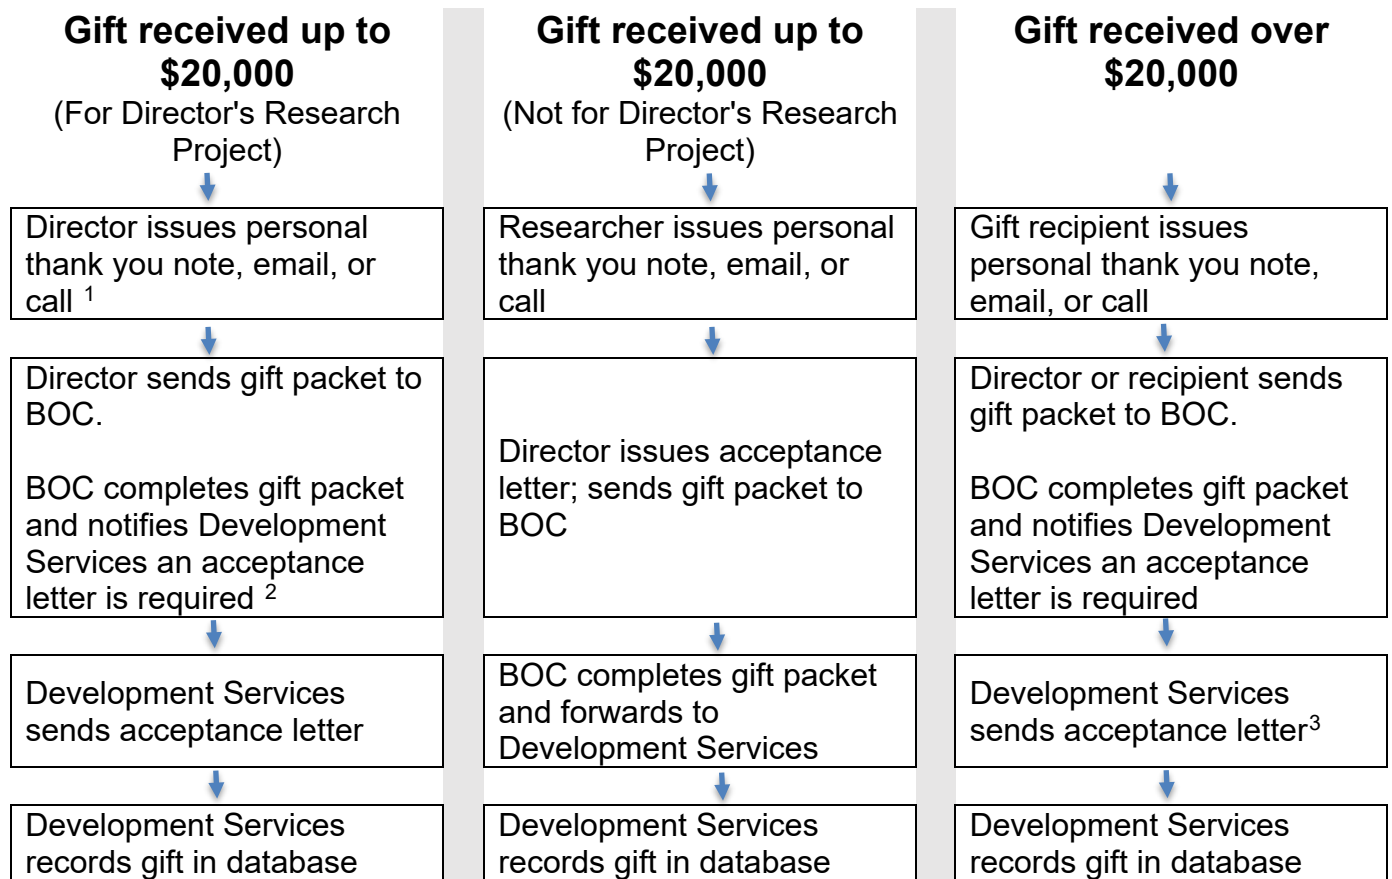 Gift received up to
$20,000
(For Director's Research
Project)
Director issues personal
thank you note, email, or
call 1
Director sends gift packet to
BOC.
BOC completes gift packet
and notifies Development
Services an acceptance
letter is required 2
Development Services
sends acceptance letter
Development Services
records gift in database
Gift received up to
$20,000
(Not for Director's Research
Project)
Researcher issues personal
thank you note, email, or
call
Director issues acceptance
letter; sends gift packet to
BOC
BOC completes gift packet
and forwards to
Development Services
Development Services
records gift in database
Gift received over
$20,000
Gift recipient issues
personal thank you note,
email, or call
Director or recipient sends
gift packet to BOC.
BOC completes gift packet
and notifies Development
Services an acceptance
letter is required
Development Services
sends acceptance letter3
Development Services
records gift in database